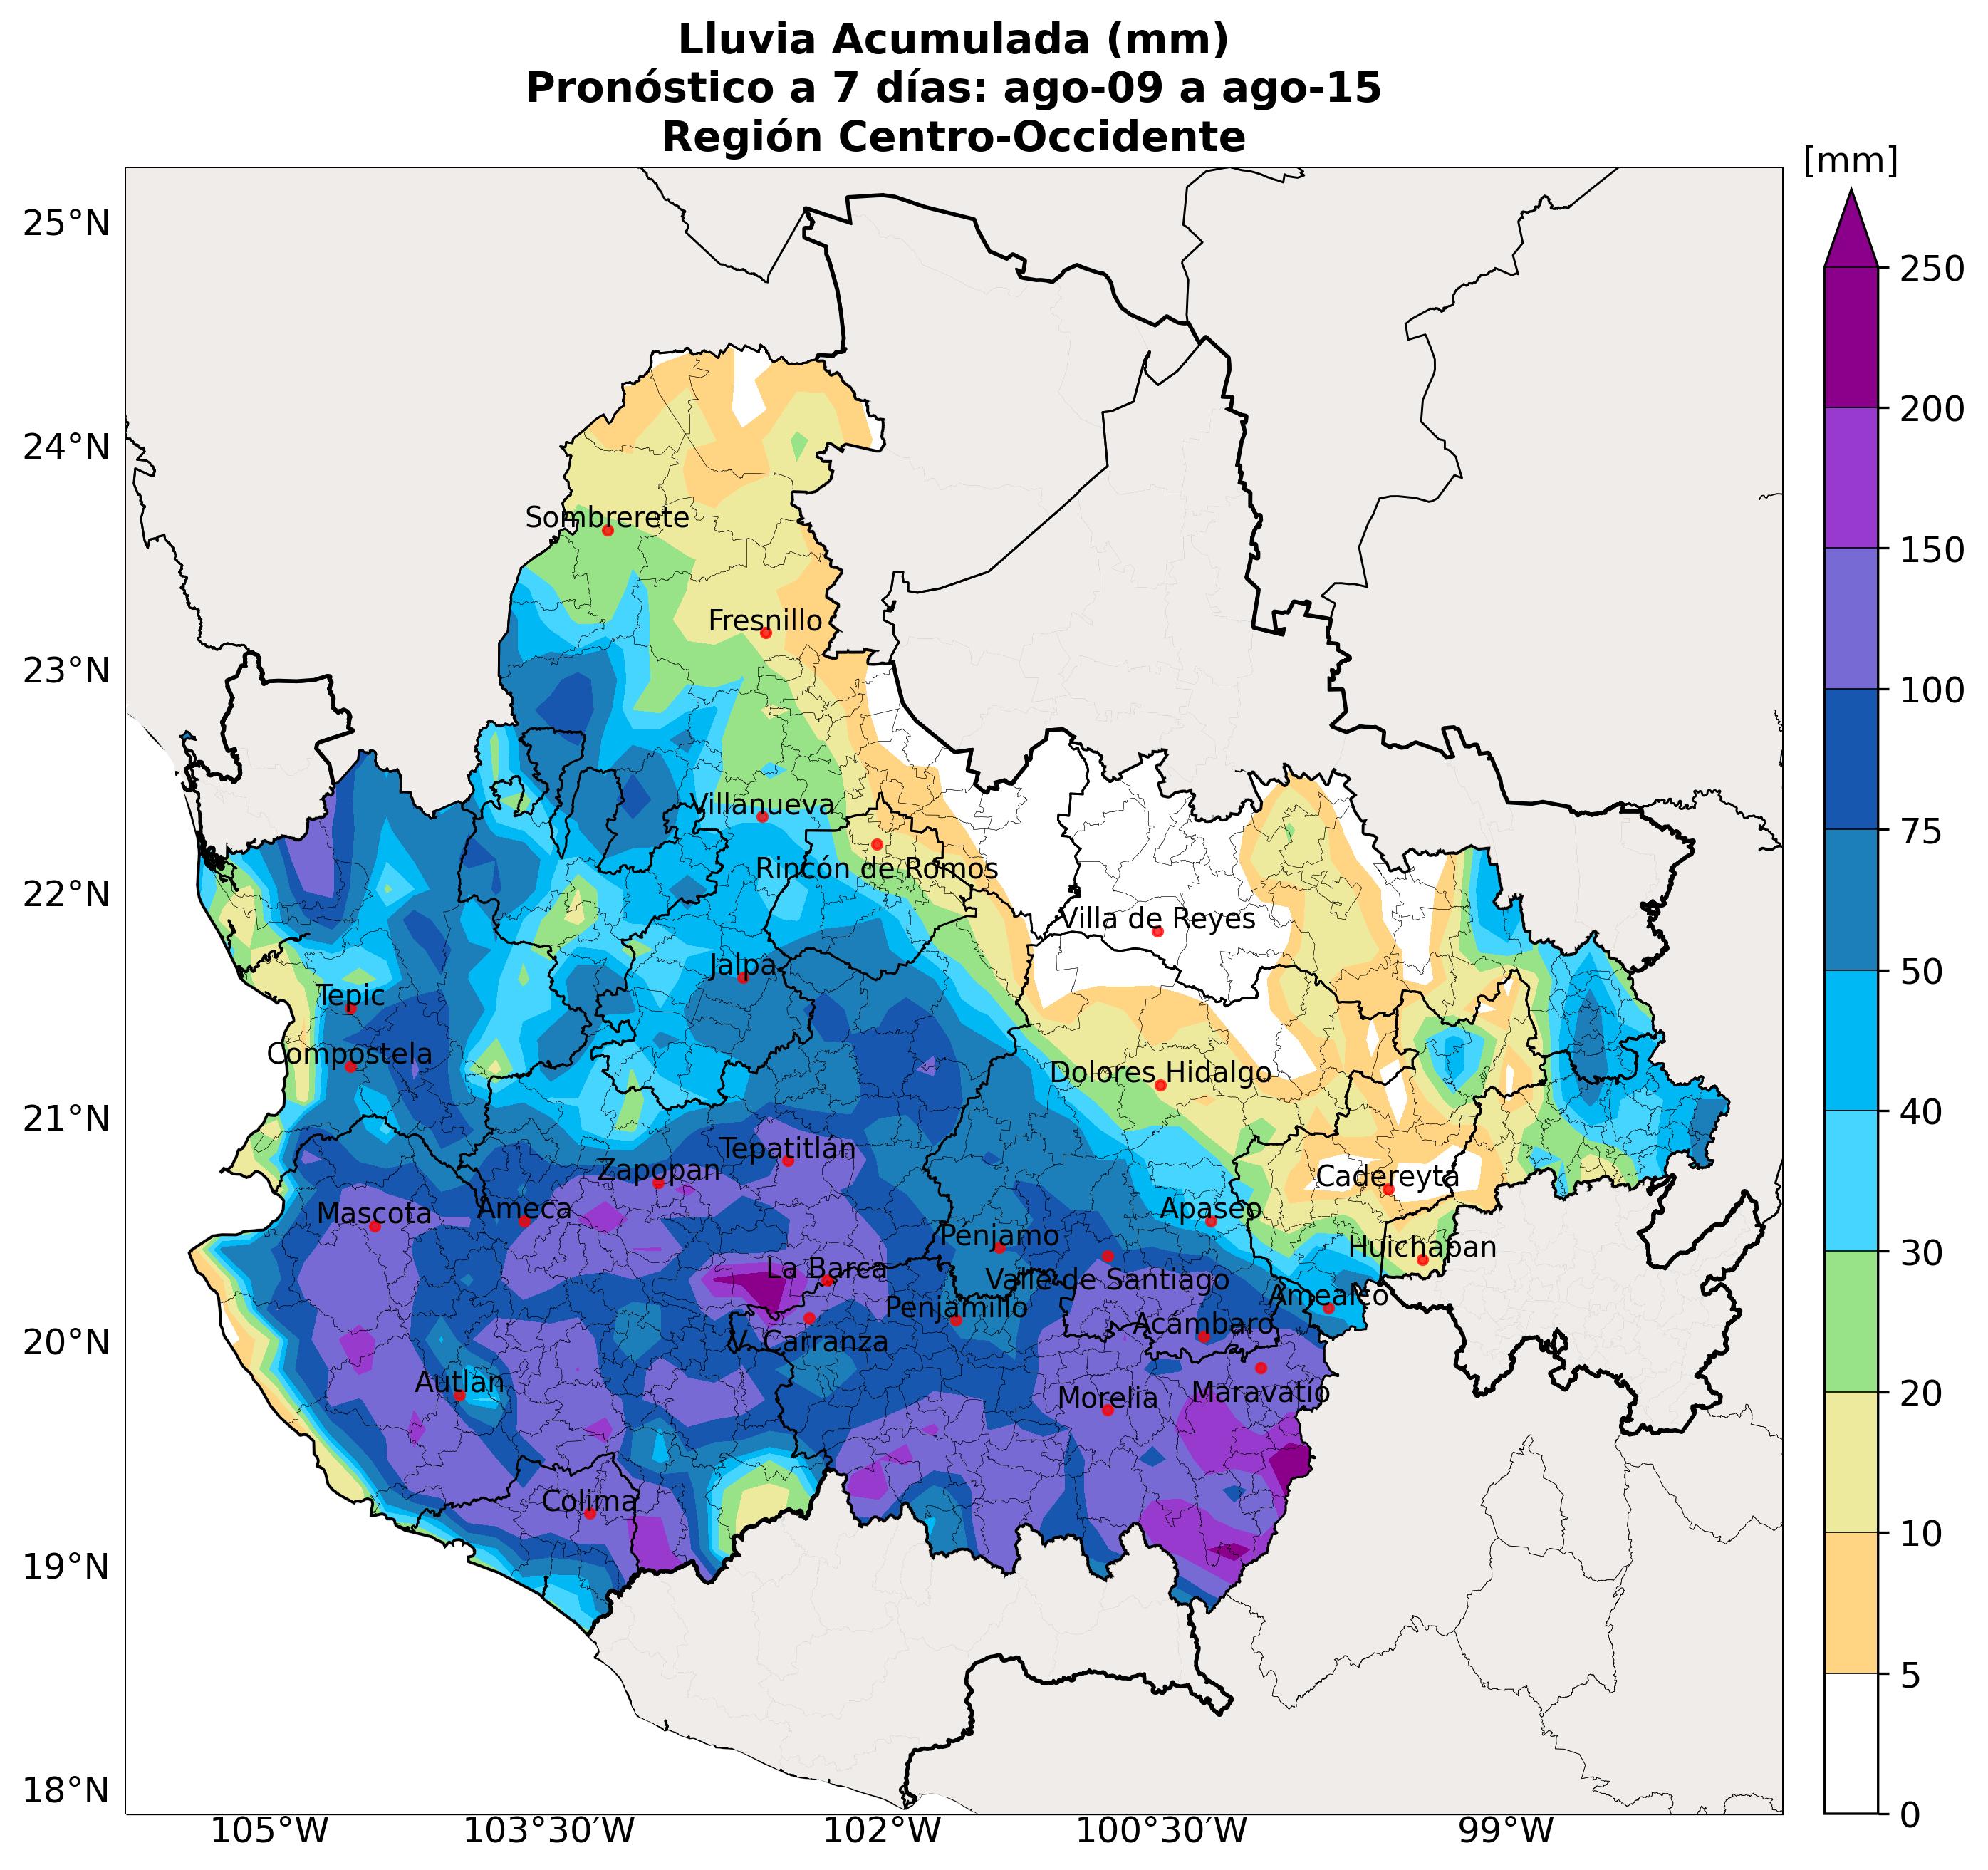 Lluvia Acumulada (mm)
Pronóstico a 7 días: ago-09 a ago-15
Región Centro-Occidente
[mm]
25°N
24°N
23°N
22°N
21°N
20°N
19°N
18°N
105°W
103°30'W
102°W
100°30'W
99°W
250
200
150
100
75
50
40
30
20
10
5
0
Sombrerete
Fresnillo
Villanueva
Rincón de Romos
Villa de Reyes
Jalpa
Tepic
Compostela
Dolores Hidalgo
Tepatitlán
Zapopan
Cadereyta
Mascota
Ameca
Apaseo
Penjamo
Huichapan
La Barca
Valle de Santiago
Amealco
Penjamillo
Acámbaro
V. Carranza
Autlan
Morelia
Maravatío
Colima